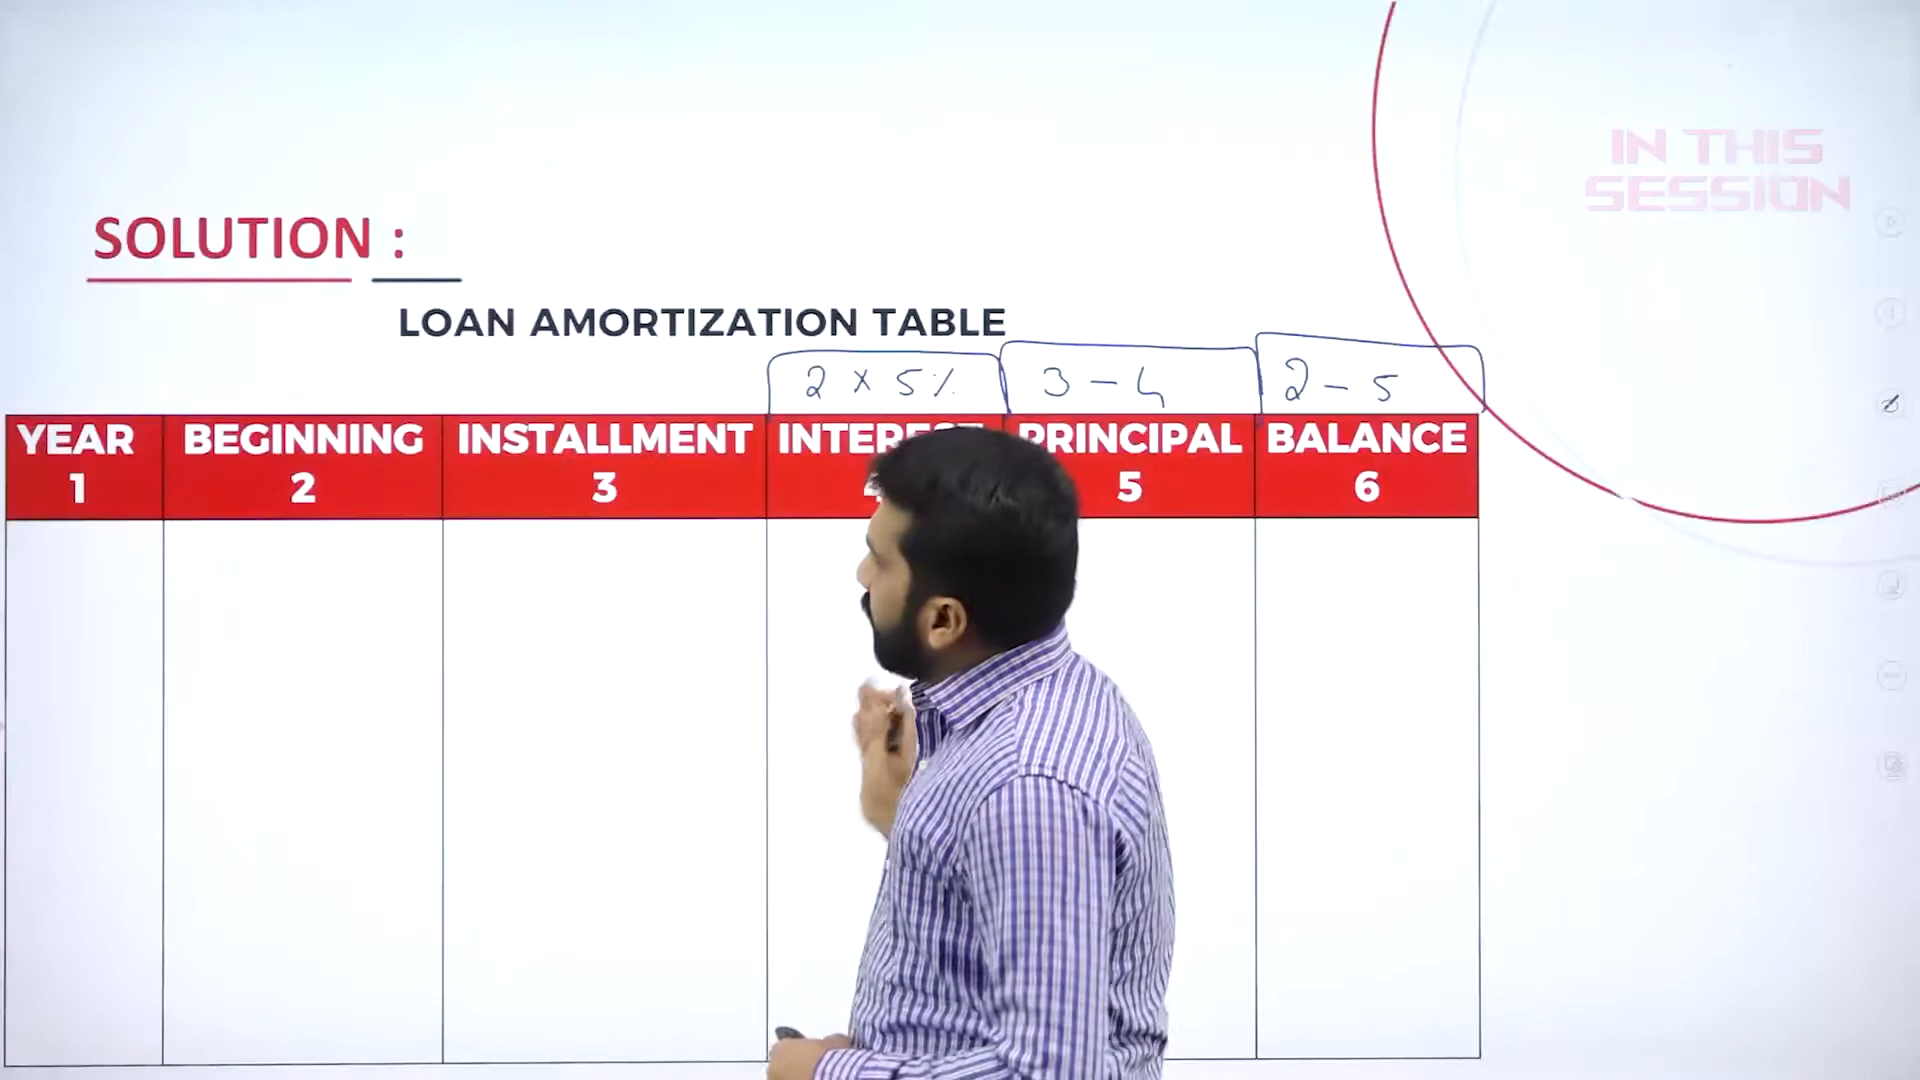 IN THIS
SESSION
SOLUTION :
LOAN AMORTIZATION TABLE
2 × 5% 3 - 4 2 - 5
YEAR BEGINNING INSTALLMENT PRINCIPAL BALANCE
1 2 3 5 6